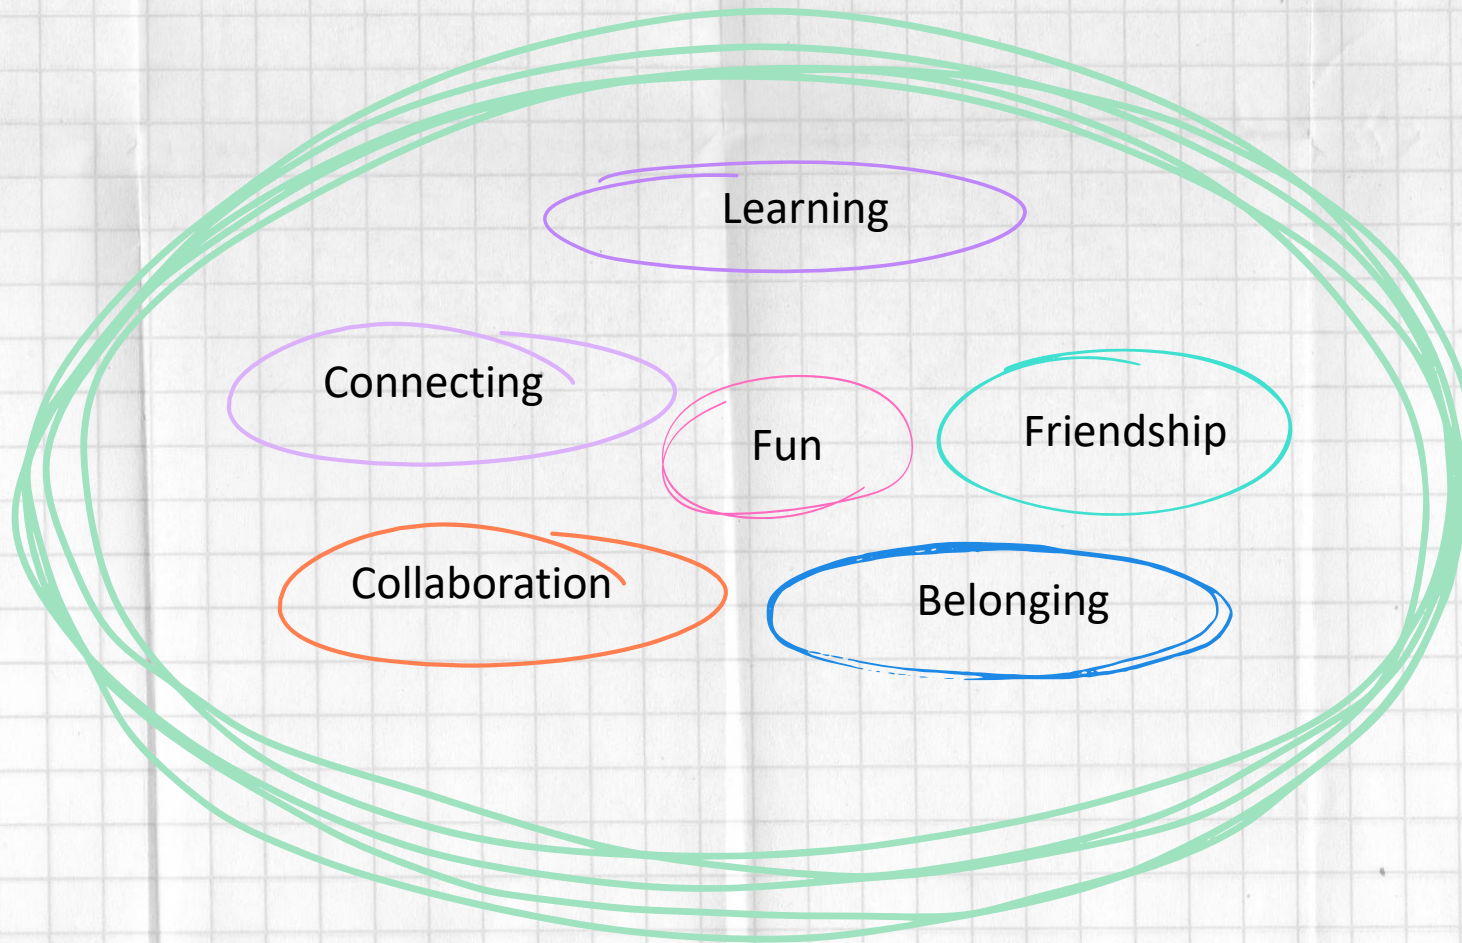 Learning
Connecting
Fun
Friendship
Collaboration
Belonging